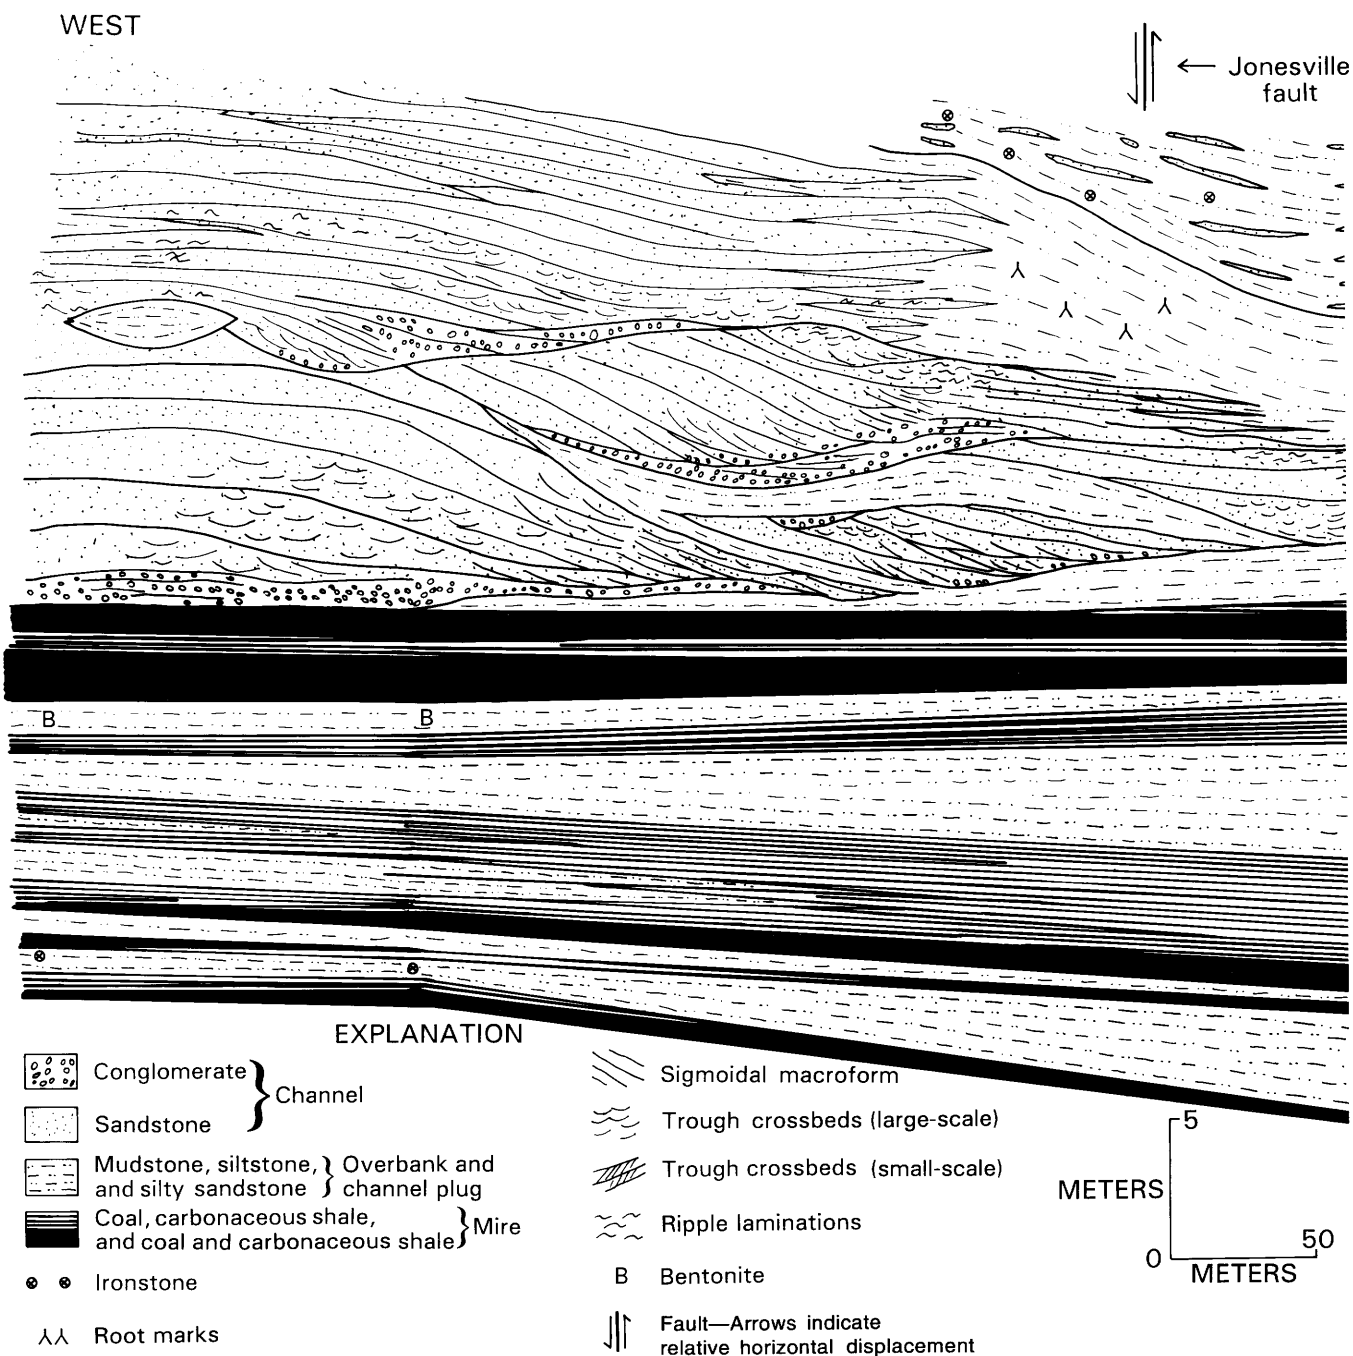 WEST
← Jonesville
fault
B
B
EXPLANATION
Conglomerate
Sandstone
Channel
Mudstone, siltstone,
and silty sandstone
Overbank and
channel plug
Coal, carbonaceous shale,
and coal and carbonaceous shale
Mire
Ironstone
Root marks
Sigmoidal macroform
Trough crossbeds (large-scale)
Trough crossbeds (small-scale)
Ripple laminations
B Bentonite
Fault—Arrows indicate
relative horizontal displacement
5
METERS
0
50
METERS